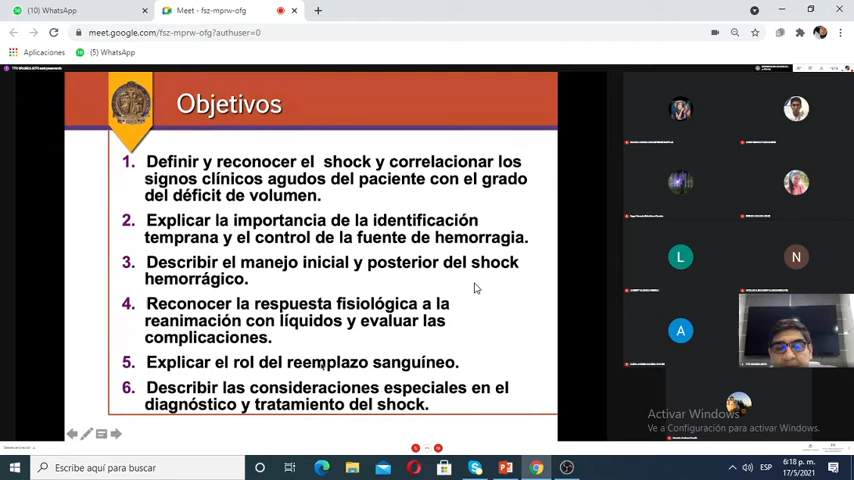 (10) WhatsApp
Meet - fsz-mprw-ofg
meet.google.com/fsz-mprw-ofg?authuser=0
Aplicaciones
(5) WhatsApp
Objetivos
1. Definir y reconocer el shock y correlacionar los
signos clínicos agudos del paciente con el grado
del déficit de volumen.
2. Explicar la importancia de la identificación
temprana y el control de la fuente de hemorragia.
3. Describir el manejo inicial y posterior del shock
hemorrágico.
4. Reconocer la respuesta fisiológica a la
reanimación con líquidos y evaluar las
complicaciones.
5. Explicar el rol del reemplazo sanguíneo.
6. Describir las consideraciones especiales en el
diagnóstico y tratamiento del shock.
L
N
A
Activar Windows
Ve a Configuración para activar Windows.
Escribe aquí para buscar
ESP
6:18 p. m.
17/5/2021